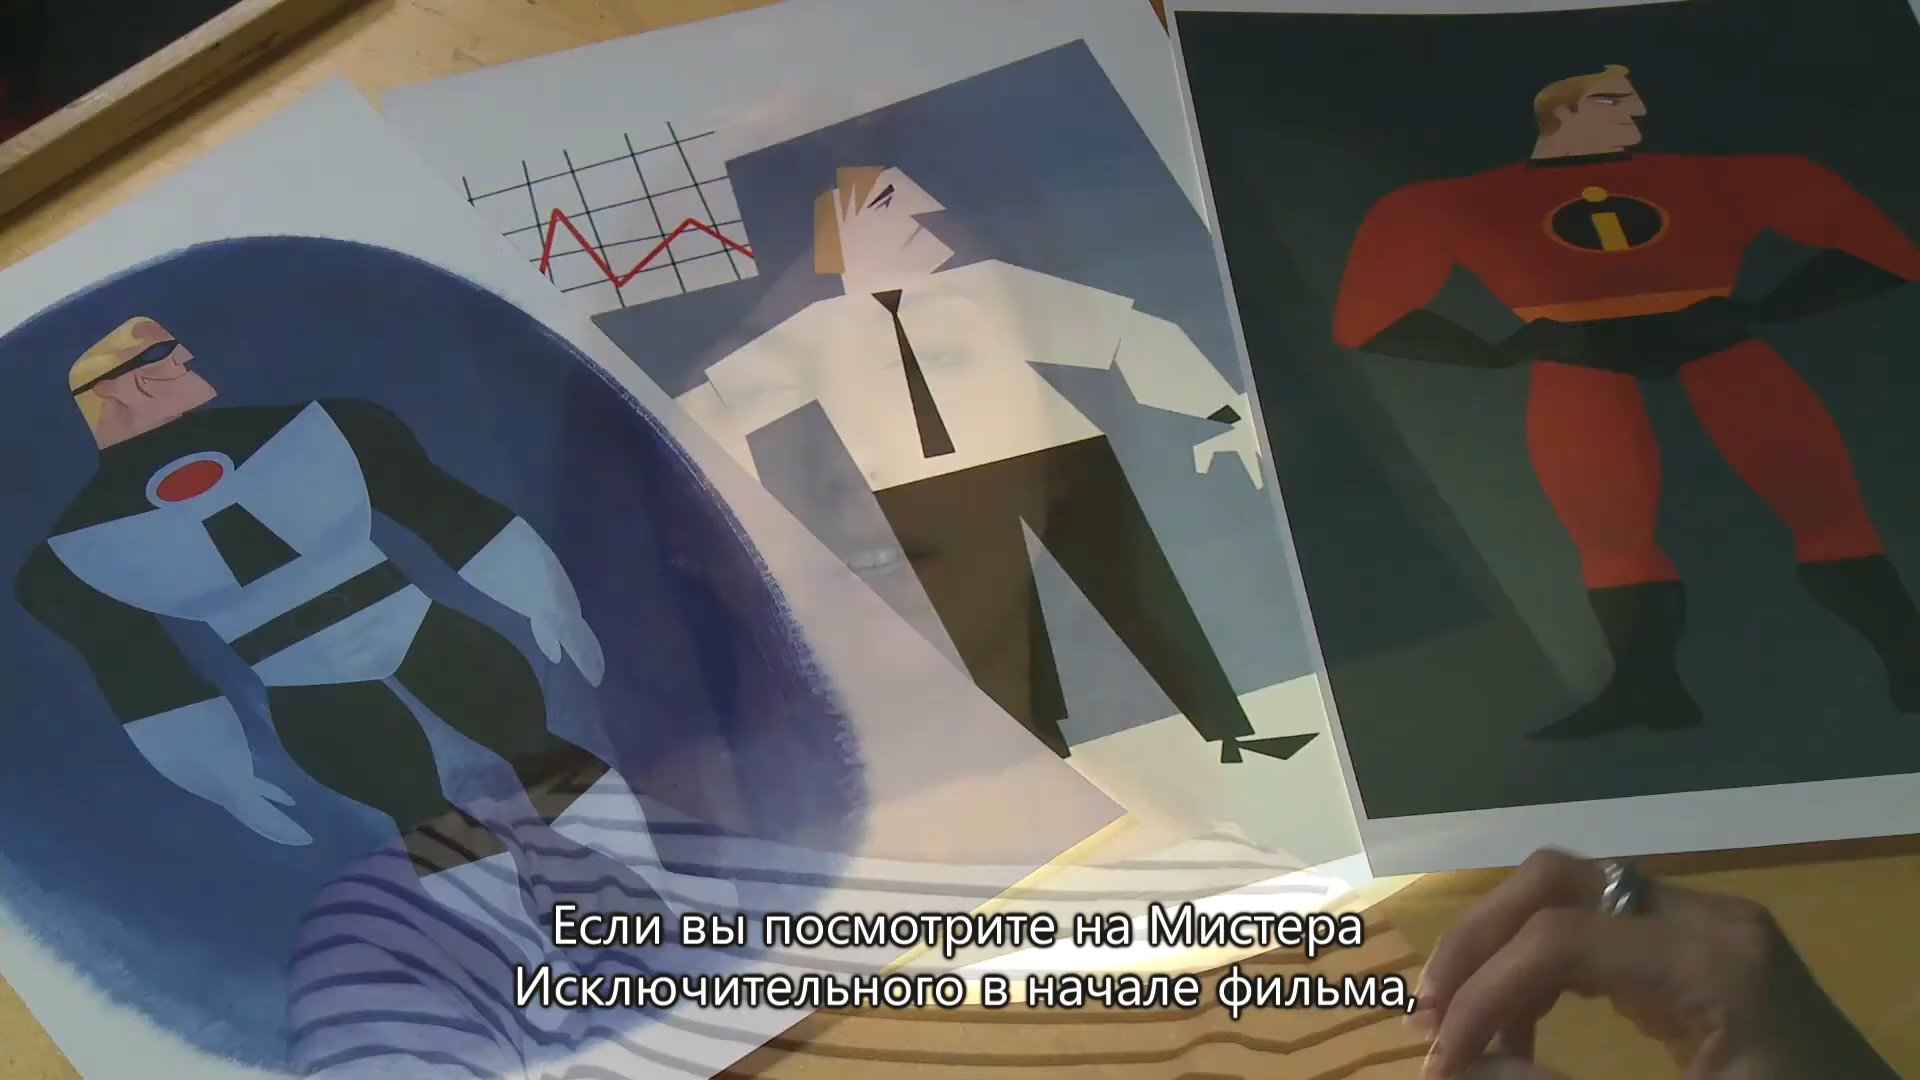 Если вы посмотрите на Мистера
Исключительного в начале фильма,